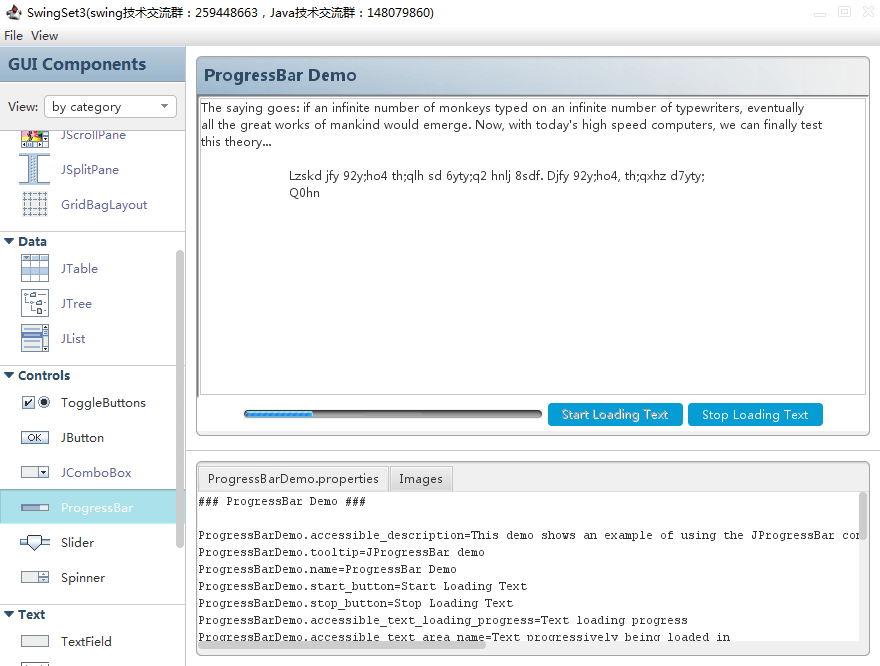 SwingSet3(swing技术交流群：259448663，Java技术交流群：148079860)
File View
GUI Components
View: by category
JScrollPane
JSplitPane
GridBagLayout
Data
JTable
JTree
JList
Controls
ToggleButtons
OK JButton
JComboBox
ProgressBar
Slider
Spinner
Text
TextField
ProgressBar Demo
The saying goes: if an infinite number of monkeys typed on an infinite number of typewriters, eventually
all the great works of mankind would emerge. Now, with today's high speed computers, we can finally test
this theory...
Lzskd jfy 92y;ho4 th;qlh sd 6yty;q2 hnlj 8sdf. Djfy 92y;ho4, th;qxhz d7yty;
Q0hn
Start Loading Text Stop Loading Text
ProgressBarDemo.properties Images
### ProgressBar Demo ###
ProgressBarDemo.accessible_description=This demo shows an example of using the JProgressBar
ProgressBarDemo.tooltip=JProgressBar demo
ProgressBarDemo.name=ProgressBar Demo
ProgressBarDemo.start_button=Start Loading Text
ProgressBarDemo.stop_button=Stop Loading Text
ProgressBarDemo.accessible_text_loading_progress=Text loading progress
ProgressBarDemo.accessible_text_area_name=Text progressively being loaded in